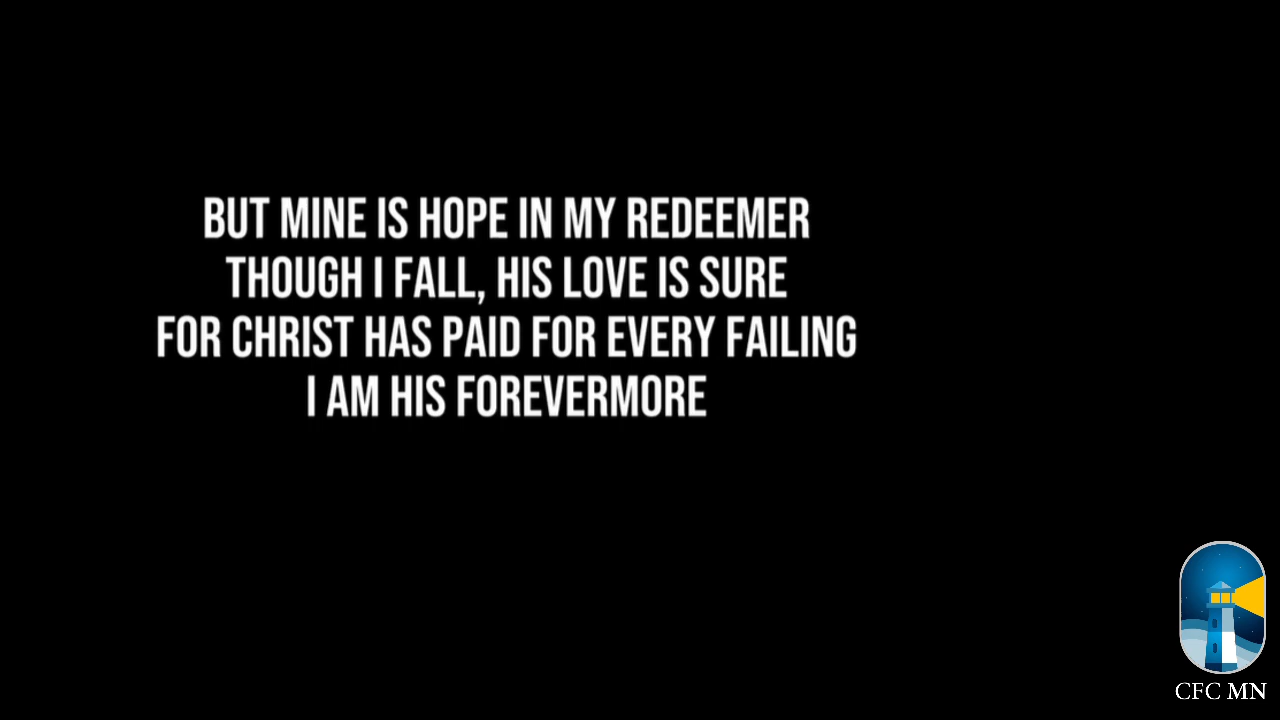 BUT MINE IS HOPE IN MY REDEEMER
THOUGH I FALL, HIS LOVE IS SURE
FOR CHRIST HAS PAID FOR EVERY FAILING
I AM HIS FOREVERMORE
CFC MN